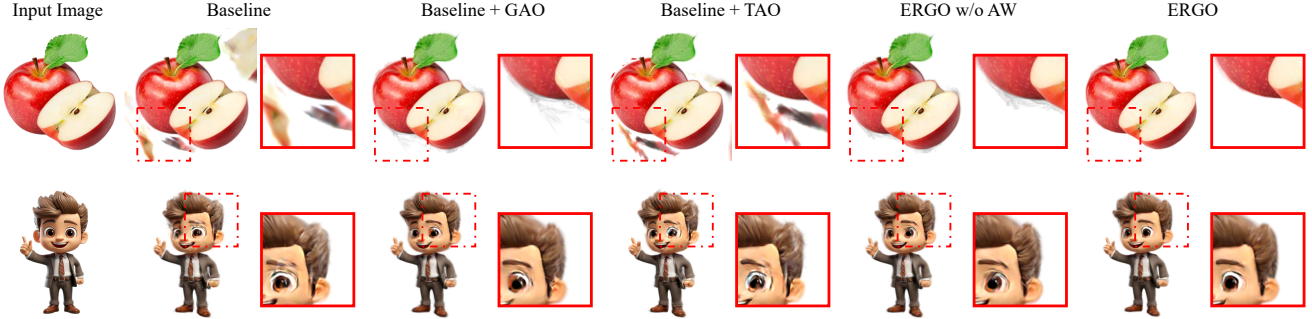 Input Image
Baseline
Baseline + GAO
Baseline + TAO
ERGO w/o AW
ERGO